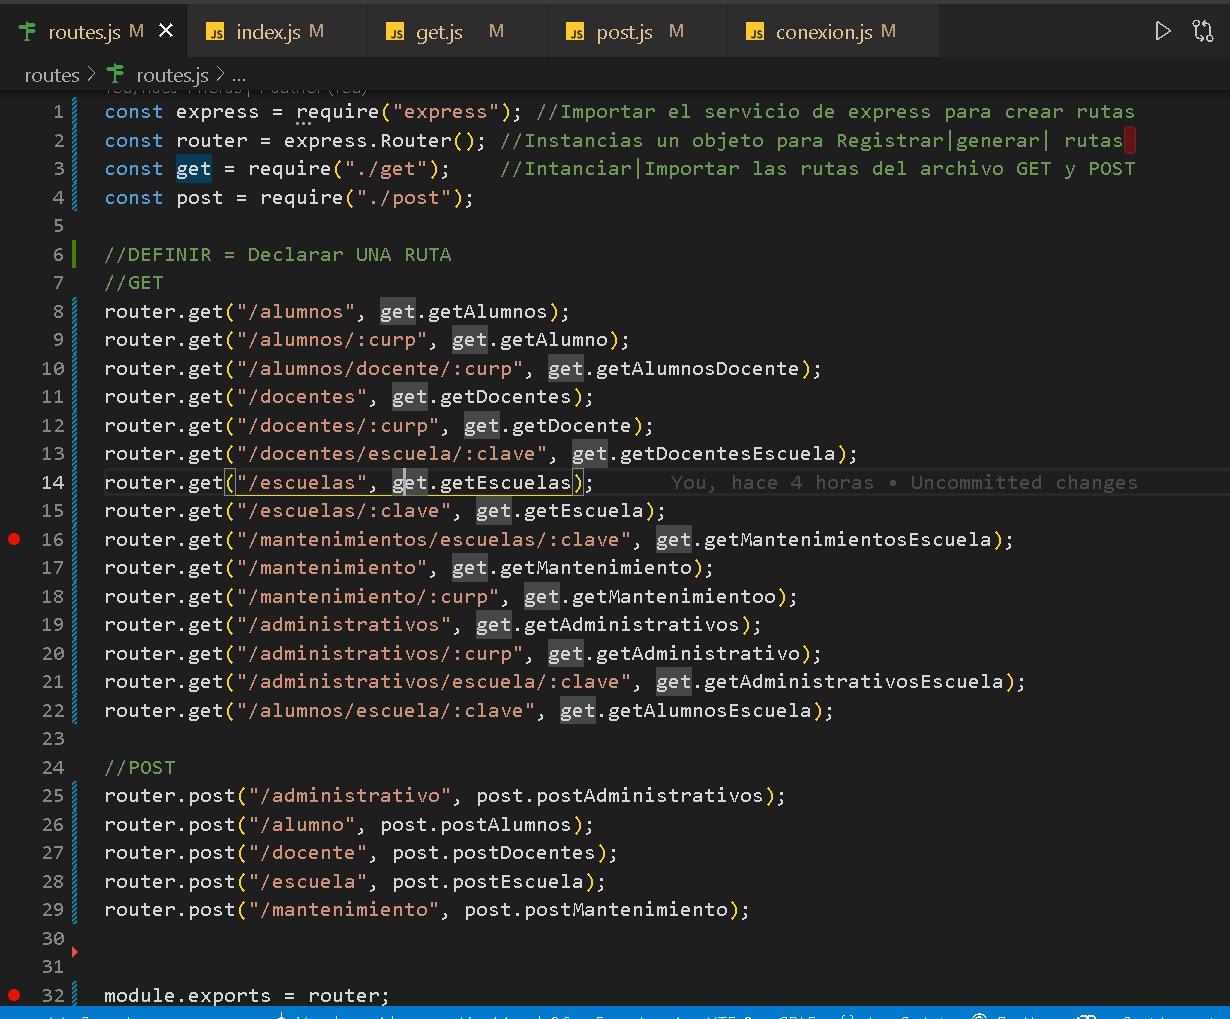 routes.js M
JS index.js M
JS get.js M
JS post.js M
JS conexion.js M
routes > routes.js > ...
1 const express = require("express"); //Importar el servicio de express para crear rutas
2 const router = express.Router(); //Instancias un objeto para Registrar|generar| rutas
3 const get = require("./get"); //Intanciar|Importar las rutas del archivo GET y POST
4 const post = require("./post");
5
6 //DEFINIR = Declarar UNA RUTA
7 //GET
8 router.get("/alumnos", get.getAlumnos);
9 router.get("/alumnos/:curp", get.getAlumno);
10 router.get("/alumnos/docente/:curp", get.getAlumnosDocente);
11 router.get("/docentes", get.getDocentes);
12 router.get("/docentes/:curp", get.getDocente);
13 router.get("/docentes/escuela/:clave", get.getDocentesEscuela);
14 router.get("/escuelas", get.getEscuelas); You, hace 4 horas • Uncommitted changes
15 router.get("/escuelas/:clave", get.getEscuela);
16 router.get("/mantenimientos/escuelas/:clave", get.getMantenimientosEscuela);
17 router.get("/mantenimiento", get.getMantenimiento);
18 router.get("/mantenimiento/:curp", get.getMantenimientoo);
19 router.get("/administrativos", get.getAdministrativos);
20 router.get("/administrativos/:curp", get.getAdministrativo);
21 router.get("/administrativos/escuela/:clave", get.getAdministrativosEscuela);
22 router.get("/alumnos/escuela/:clave", get.getAlumnosEscuela);
23
24 //POST
25 router.post("/administrativo", post.postAdministrativos);
26 router.post("/alumno", post.postAlumnos);
27 router.post("/docente", post.postDocentes);
28 router.post("/escuela", post.postEscuela);
29 router.post("/mantenimiento", post.postMantenimiento);
30
31
32 module.exports = router;